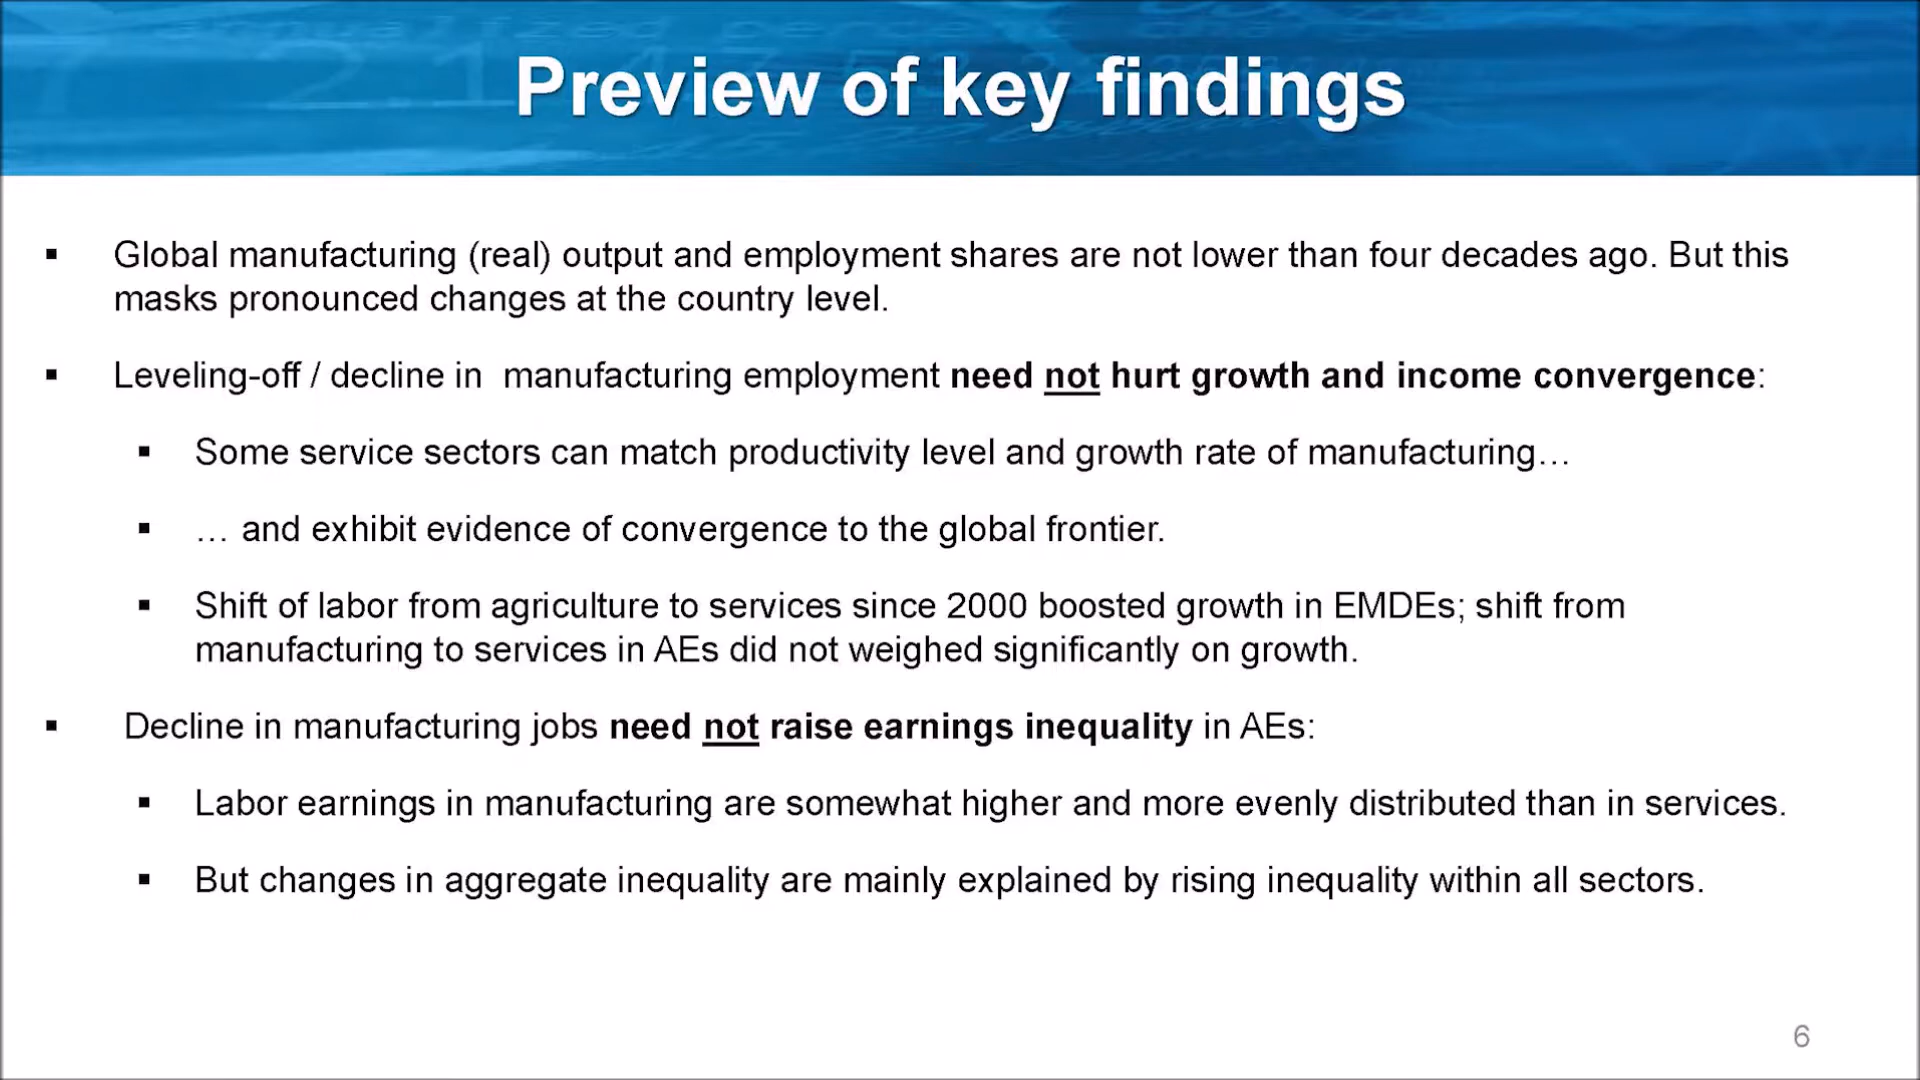 Preview of key findings
▪ Global manufacturing (real) output and employment shares are not lower than four decades ago. But this
masks pronounced changes at the country level.
▪ Leveling-off / decline in  manufacturing employment need not hurt growth and income convergence:
▪ Some service sectors can match productivity level and growth rate of manufacturing…
▪ … and exhibit evidence of convergence to the global frontier.
▪ Shift of labor from agriculture to services since 2000 boosted growth in EMDEs; shift from
manufacturing to services in AEs did not weighed significantly on growth.
▪ Decline in manufacturing jobs need not raise earnings inequality in AEs:
▪ Labor earnings in manufacturing are somewhat higher and more evenly distributed than in services.
▪ But changes in aggregate inequality are mainly explained by rising inequality within all sectors.
6